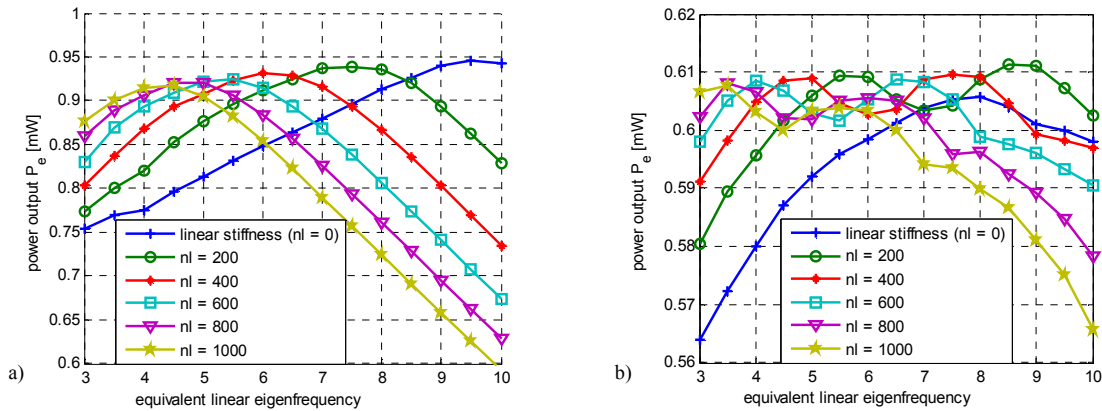 0.95
0.9
0.85
0.8
0.75
0.7
0.65
0.6
power output P_e [mW]
linear stiffness (nl = 0)
nl = 200
nl = 400
nl = 600
nl = 800
nl = 1000
3 4 5 6 7 8 9 10
equivalent linear eigenfrequency
a)
0.62
0.61
0.6
0.59
0.58
0.57
0.56
power output P_e [mW]
linear stiffness (nl = 0)
nl = 200
nl = 400
nl = 600
nl = 800
nl = 1000
3 4 5 6 7 8 9 10
equivalent linear eigenfrequency
b)